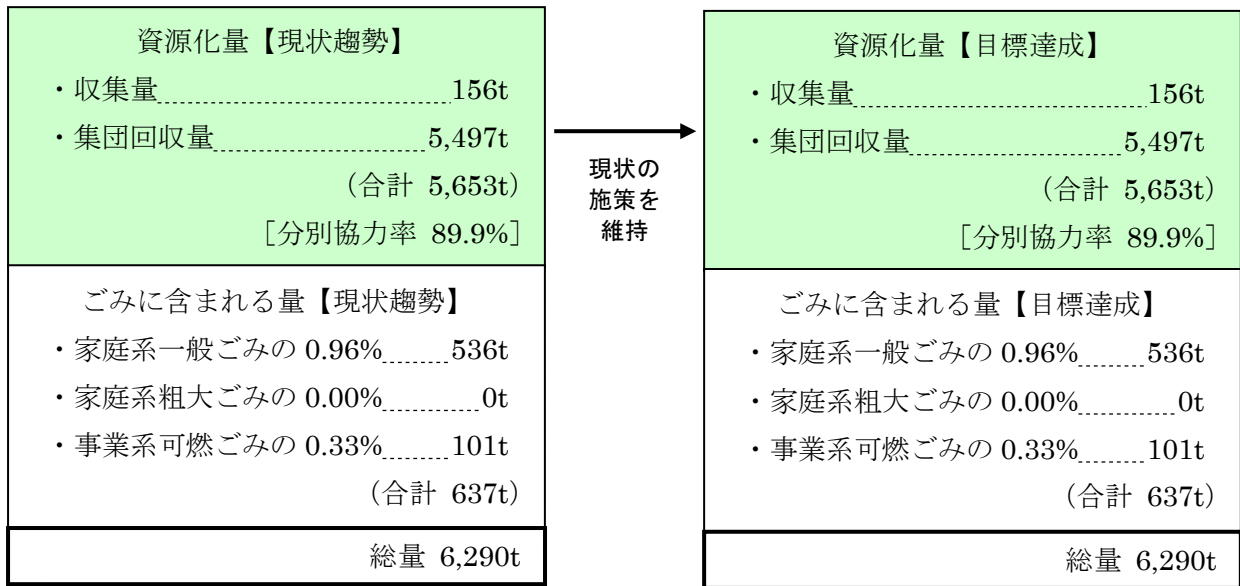 資源化量【現状趨勢】
・収集量 156t
・集団回収量 5,497t
（合計 5,653t）
［分別協力率 89.9%］
ごみに含まれる量【現状趨勢】
・家庭系一般ごみの 0.96% 536t
・家庭系粗大ごみの 0.00% 0t
・事業系可燃ごみの 0.33% 101t
（合計 637t）
総量 6,290t
現状の
施策を
維持
資源化量【目標達成】
・収集量 156t
・集団回収量 5,497t
（合計 5,653t）
［分別協力率 89.9%］
ごみに含まれる量【目標達成】
・家庭系一般ごみの 0.96% 536t
・家庭系粗大ごみの 0.00% 0t
・事業系可燃ごみの 0.33% 101t
（合計 637t）
総量 6,290t